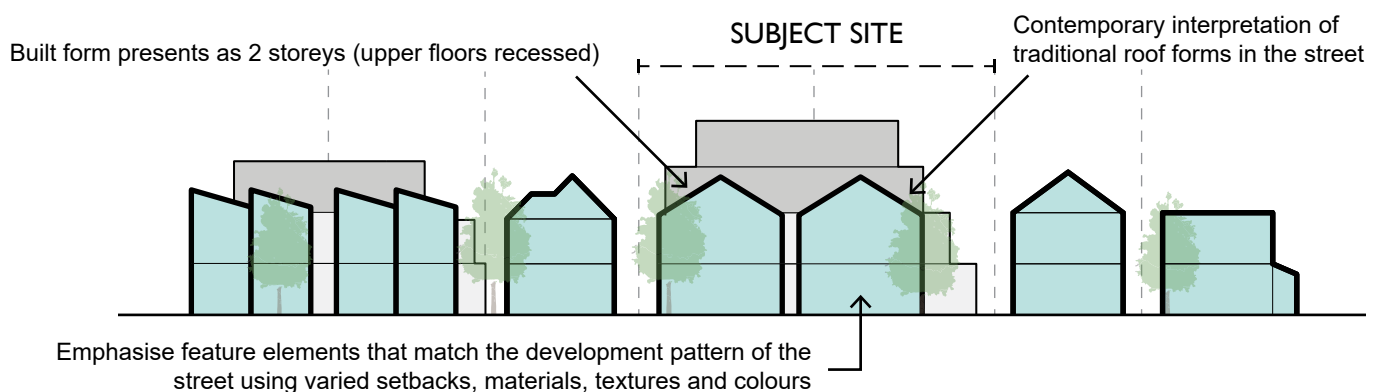 SUBJECT SITE
Built form presents as 2 storeys (upper floors recessed)
Contemporary interpretation of
traditional roof forms in the street
Emphasise feature elements that match the development pattern of the
street using varied setbacks, materials, textures and colours